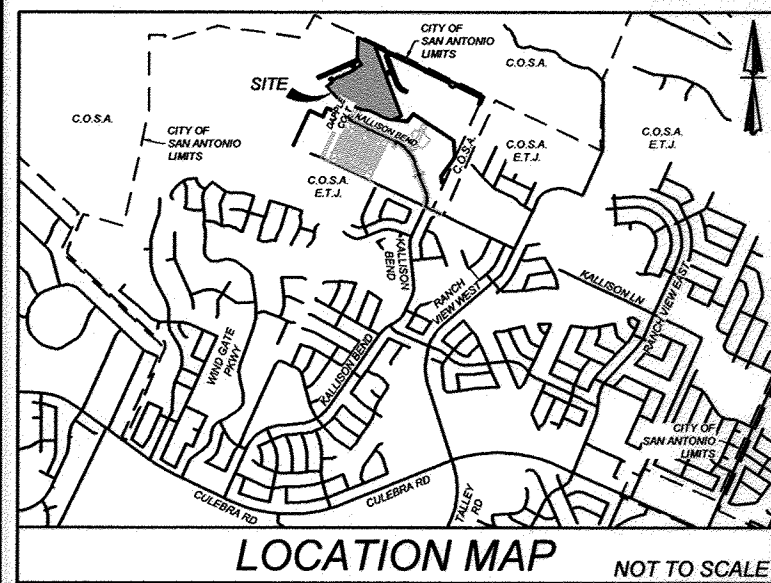 CITY OF
SAN ANTONIO
LIMITS
C.O.S.A.
SITE
C.O.S.A.
CITY OF
SAN ANTONIO
LIMITS
DAPPLE
COLT
KALLISON BEND
C.O.S.A.
C.O.S.A.
E.T.J.
C.O.S.A.
E.T.J.
C.O.S.A.
E.T.J.
KALLISON
BEND
RANCH
VIEW WEST
KALLISON LN
RANCH VIEW EAST
WIND GATE
PKWY
KALLISON BEND
CITY OF
SAN ANTONIO
LIMITS
CULEBRA RD
CULEBRA RD
TALLEY
RD
LOCATION MAP
NOT TO SCALE